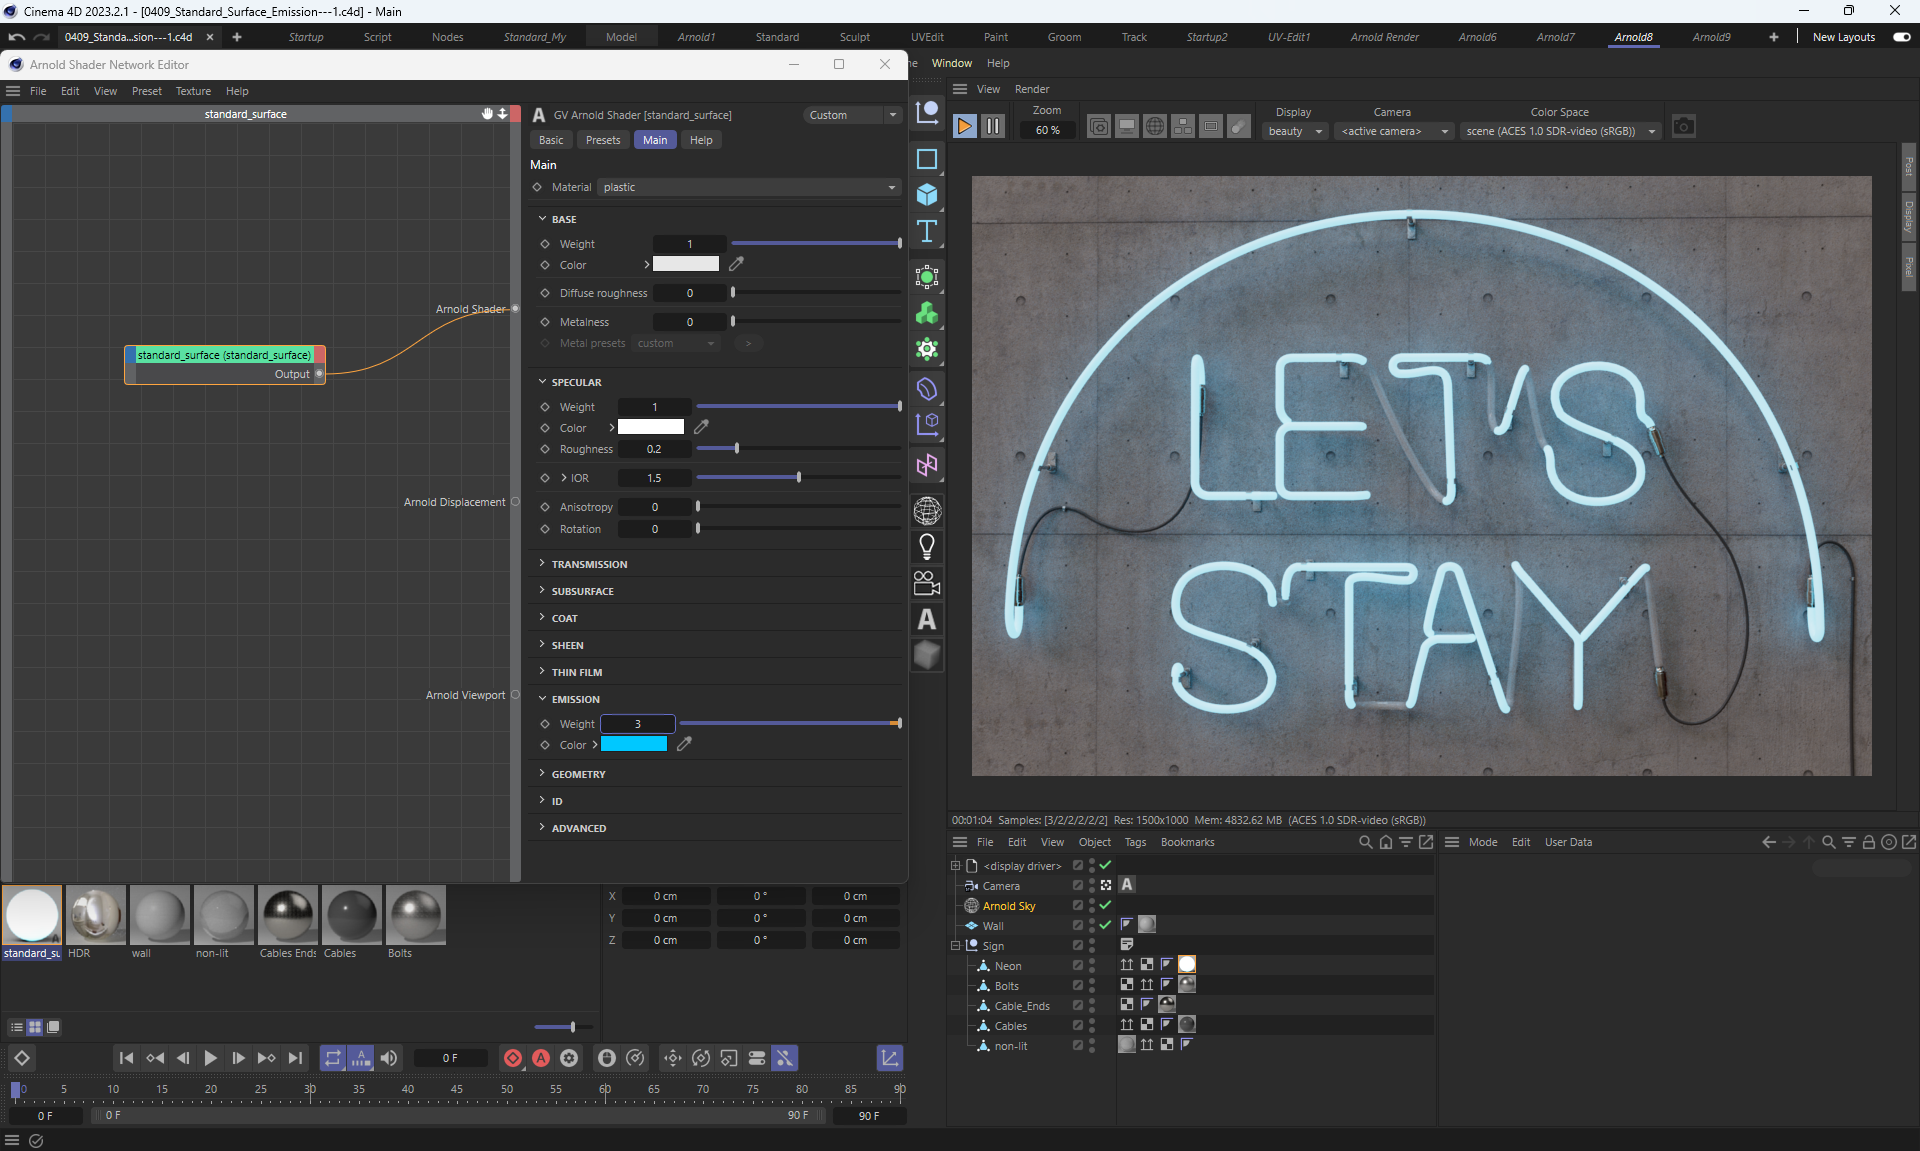 Cinema 4D 2023.2.1 - [0409_Standard_Surface_Emission---1.c4d] - Main
0409_Standa...sion---1.c4d × + Startup Script Nodes Standard_My Model Arnold1 Standard Sculpt UVEdit Paint Groom Track Startup2 UV-Edit1 Arnold Render Arnold6 Arnold7 Arnold8 Arnold9 + New Layouts
Arnold Shader Network Editor
ne Window Help
File Edit View Preset Texture Help
View Render
standard_surface
Arnold Shader
Arnold Displacement
Arnold Viewport
standard_surface (standard_surface)
Output
A GV Arnold Shader [standard_surface] Custom
Basic Presets Main Help
Main
Material plastic
BASE
Weight 1
Color
Diffuse roughness 0
Metalness 0
Metal presets custom >
SPECULAR
Weight 1
Color
Roughness 0.2
IOR 1.5
Anisotropy 0
Rotation 0
TRANSMISSION
SUBSURFACE
COAT
SHEEN
THIN FILM
EMISSION
Weight 3
Color
GEOMETRY
ID
ADVANCED
T
A
Zoom Display Camera Color Space
60 % beauty <active camera> scene (ACES 1.0 SDR-video (sRGB))
Post
Display
Pixel
LET'S
STAY
00:01:04 Samples: [3/2/2/2/2/2] Res: 1500x1000 Mem: 4832.62 MB (ACES 1.0 SDR-video (sRGB))
File Edit View Object Tags Bookmarks
Mode Edit User Data
<display driver>
Camera A
Arnold Sky
Wall
Sign
Neon
Bolts
Cable_Ends
Cables
non-lit
standard_su HDR wall non-lit Cables Ends Cables Bolts
X 0 cm 0 ° 0 cm
Y 0 cm 0 ° 0 cm
Z 0 cm 0 ° 0 cm
A 0 F A
0 5 10 15 20 25 30 35 40 45 50 55 60 65 70 75 80 85 90
0 F 0 F 90 F 90 F